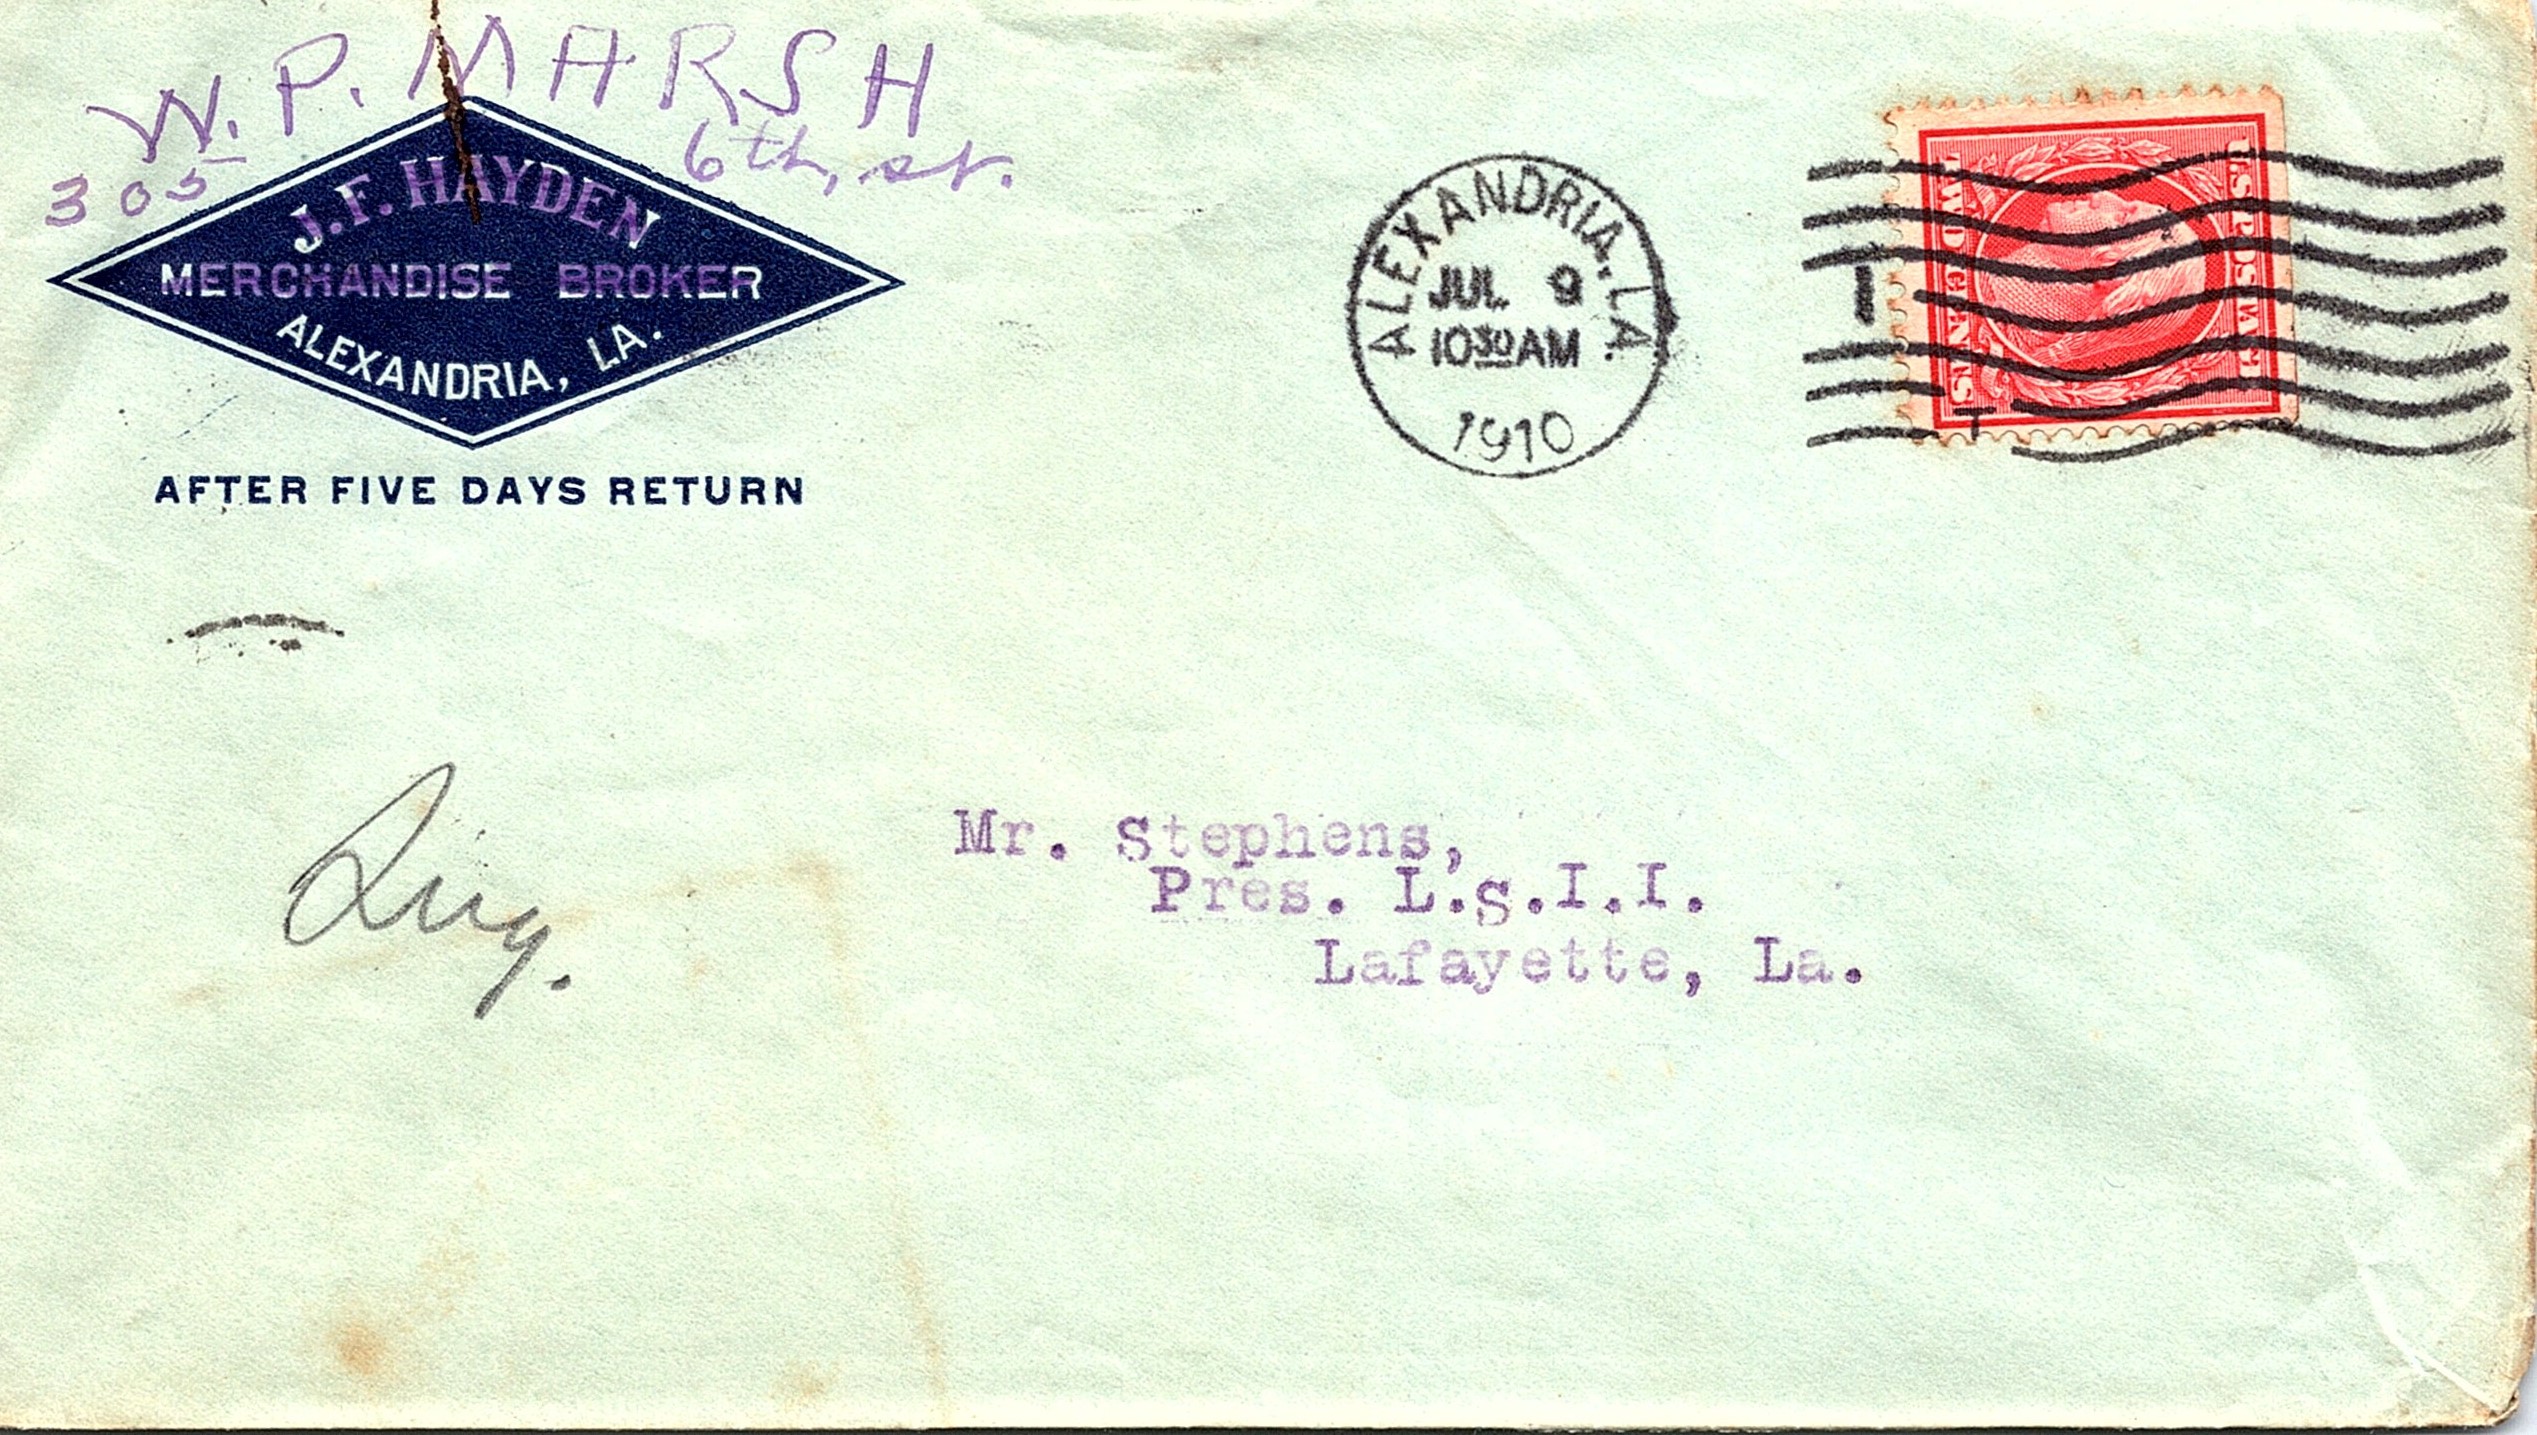 W. P. MARSH
305 6th, st.
J. F. HAYDEN
MERCHANDISE BROKER
ALEXANDRIA, LA.
AFTER FIVE DAYS RETURN
ALEXANDRIA, LA.
JUL 9
10 30 AM
1910
U.S. POSTAGE
TWO CENTS
Mr. Stephens,
Pres. L.S.I.I.
Lafayette, La.